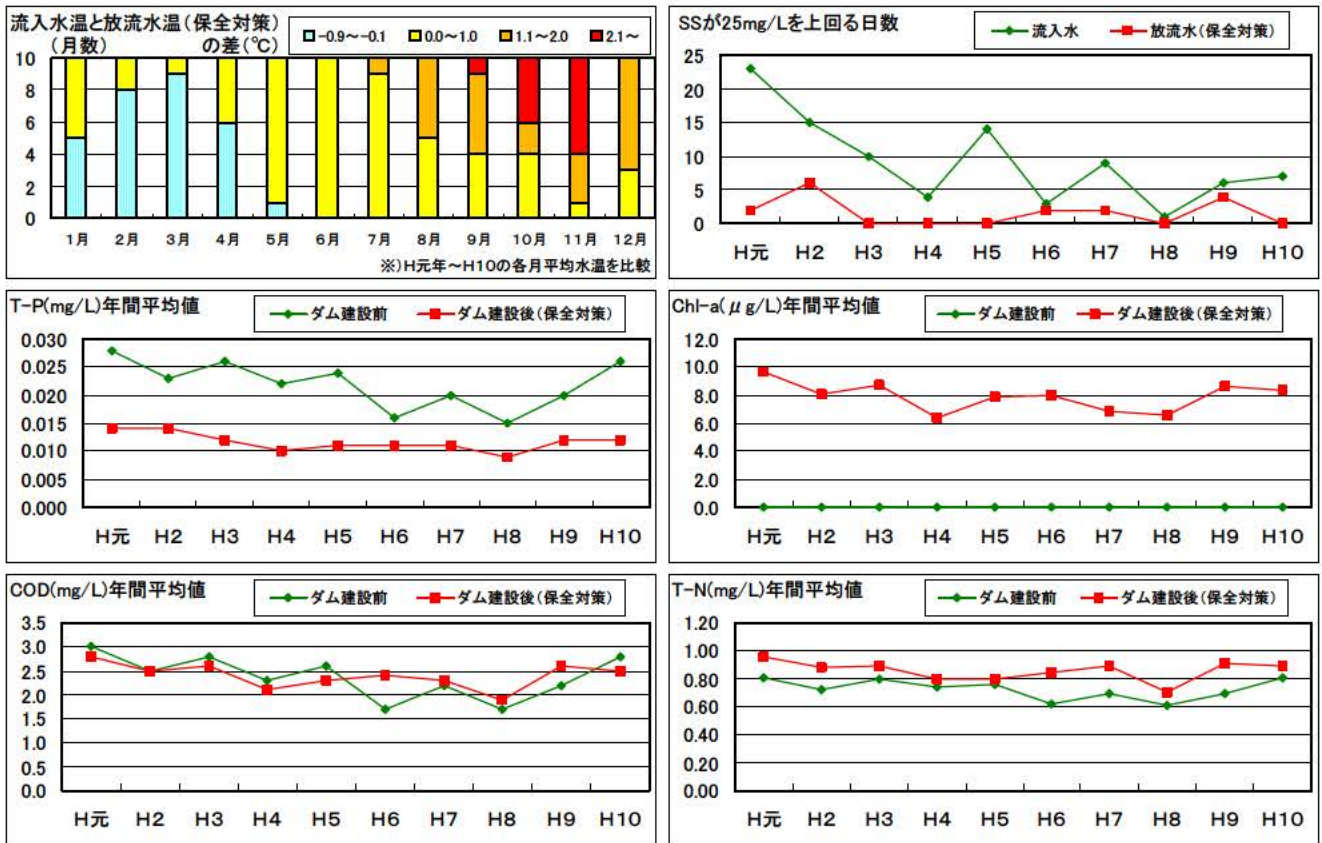 流入水温と放流水温(保全対策)
(月数) の差(℃)
-0.9～-0.1 0.0～1.0 1.1～2.0 2.1～
10
8
6
4
2
0
1月 2月 3月 4月 5月 6月 7月 8月 9月 10月 11月 12月
※)H元年～H10の各月平均水温を比較
SSが25mg/Lを上回る日数
流入水 放流水(保全対策)
25
20
15
10
5
0
H元 H2 H3 H4 H5 H6 H7 H8 H9 H10
T-P(mg/L)年間平均値
ダム建設前 ダム建設後(保全対策)
0.030
0.025
0.020
0.015
0.010
0.005
0.000
H元 H2 H3 H4 H5 H6 H7 H8 H9 H10
Chl-a(μg/L)年間平均値
ダム建設前 ダム建設後(保全対策)
12.0
10.0
8.0
6.0
4.0
2.0
0.0
H元 H2 H3 H4 H5 H6 H7 H8 H9 H10
COD(mg/L)年間平均値
ダム建設前 ダム建設後(保全対策)
3.5
3.0
2.5
2.0
1.5
1.0
0.5
0.0
H元 H2 H3 H4 H5 H6 H7 H8 H9 H10
T-N(mg/L)年間平均値
ダム建設前 ダム建設後(保全対策)
1.20
1.00
0.80
0.60
0.40
0.20
0.00
H元 H2 H3 H4 H5 H6 H7 H8 H9 H10